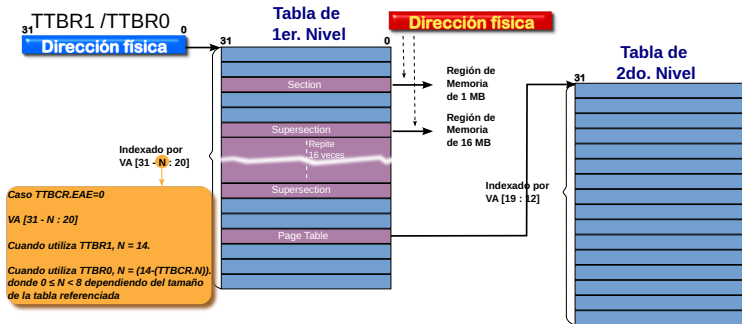 TTBR1 /TTBR0
31
0
Dirección física
Tabla de
1er. Nivel
31
0
Dirección física
Section
Supersection
Repite
16 veces
Supersection
Page Table
Región de
Memoria
de 1 MB
Región de
Memoria
de 16 MB
Indexado por
VA [31 - N : 20]
Caso TTBCR.EAE=0
VA [31 - N : 20]
Cuando utiliza TTBR1, N = 14.
Cuando utiliza TTBR0, N = (14-(TTBCR.N)).
donde 0 ≤ N < 8 dependiendo del tamaño
de la tabla referenciada
Tabla de
2do. Nivel
31
Indexado por
VA [19 : 12]